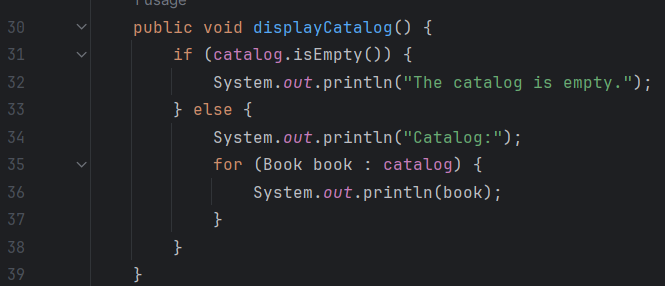 1 usage
30 public void displayCatalog() {
31 if (catalog.isEmpty()) {
32 System.out.println("The catalog is empty.");
33 } else {
34 System.out.println("Catalog:");
35 for (Book book : catalog) {
36 System.out.println(book);
37 }
38 }
39 }